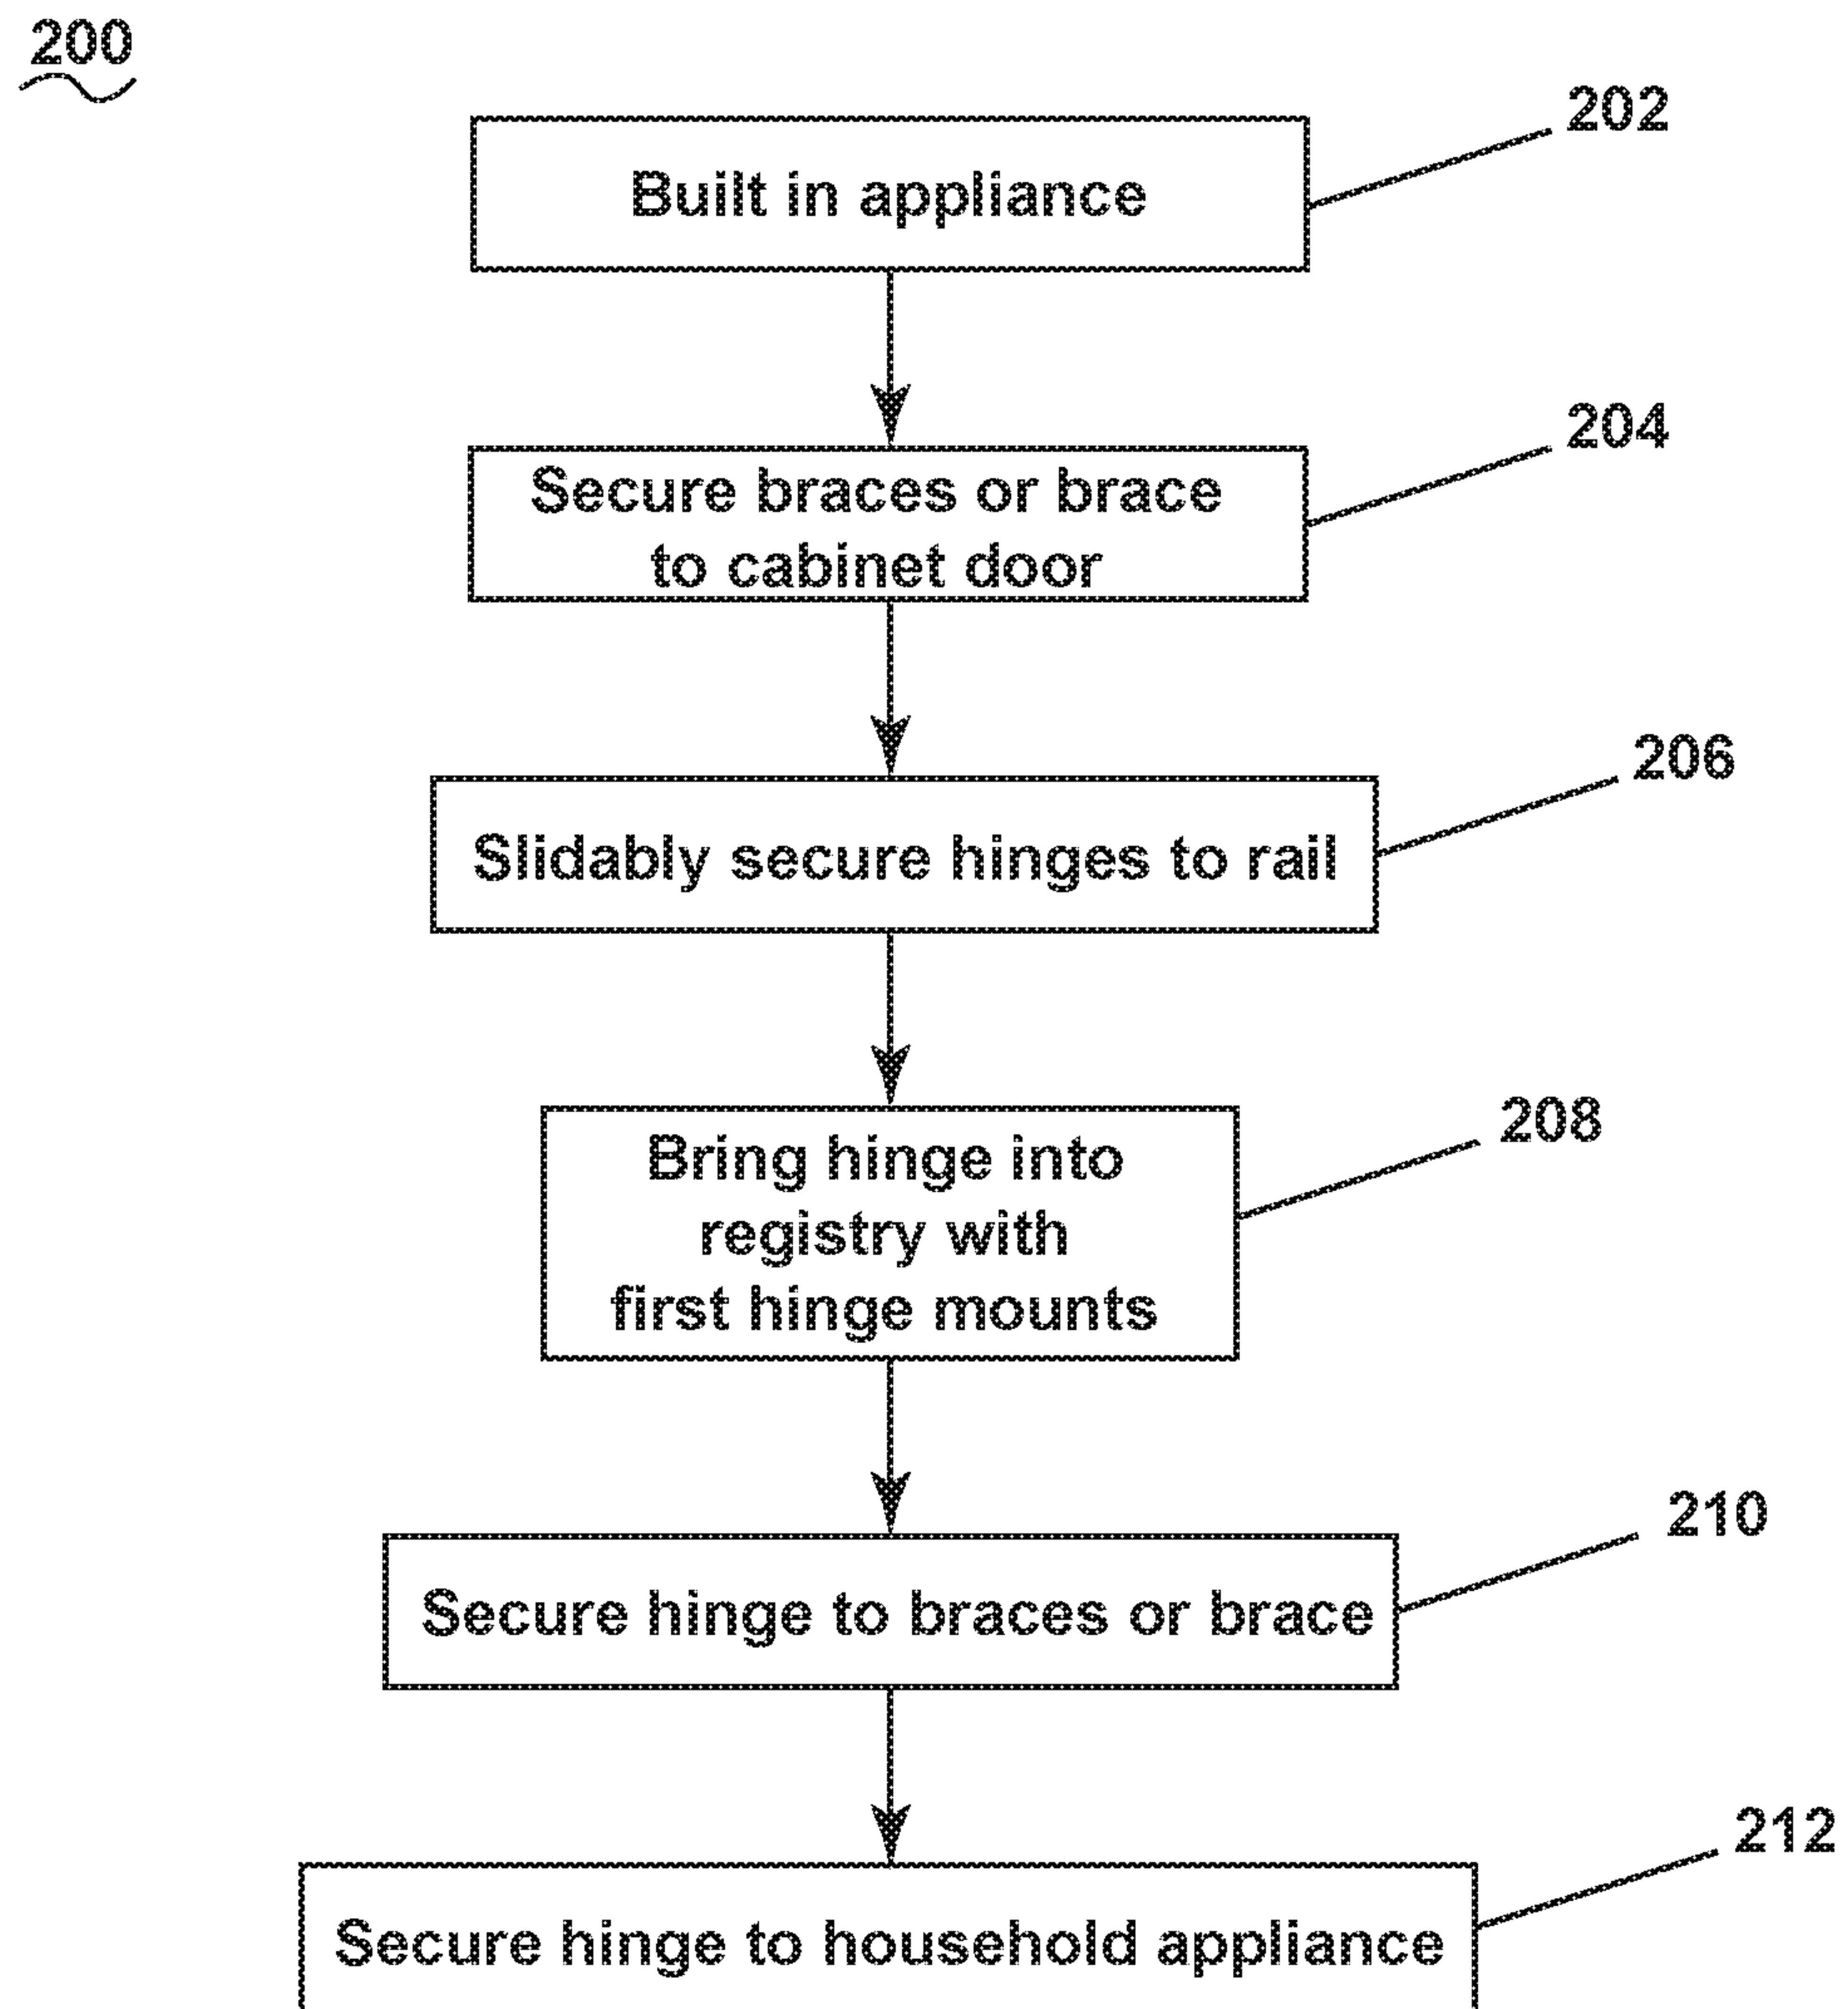 200
202
Built in appliance
204
Secure braces or brace
to cabinet door
206
Slidably secure hinges to rail
208
Bring hinge into
registry with
first hinge mounts
210
Secure hinge to braces or brace
212
Secure hinge to household appliance